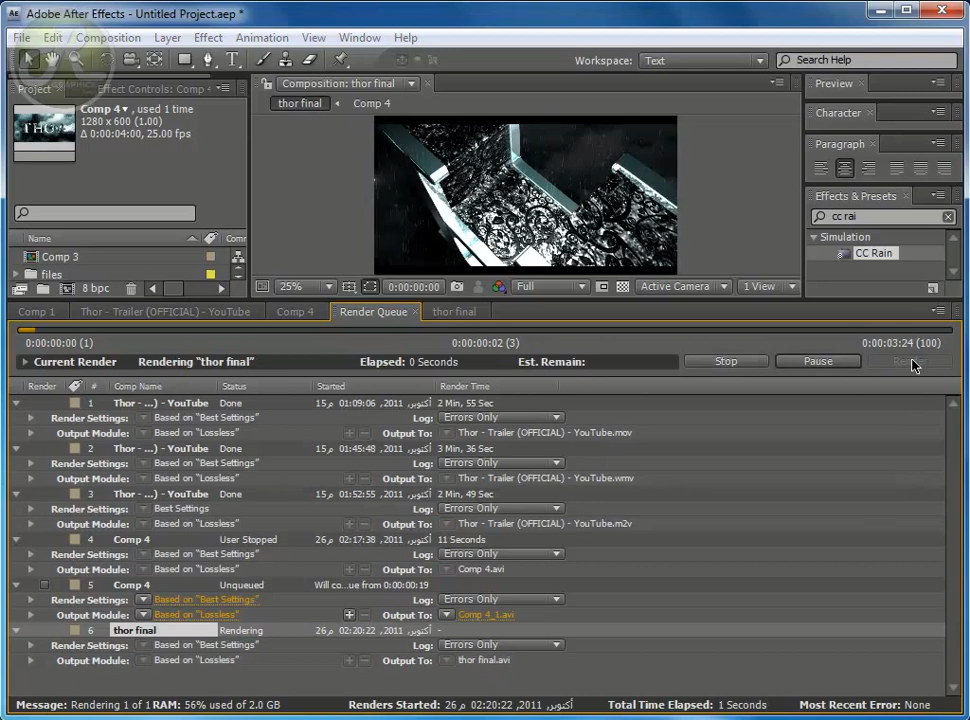 Adobe After Effects - Untitled Project.aep *
File Edit Composition Layer Effect Animation View Window Help
Workspace: Text Search Help
Project Effect Controls: Comp 4 Composition: thor final Preview
Comp 4, used 1 time
1280 x 600 (1.00)
Δ 0:00:04:00, 25.00 fps
thor final Comp 4
Character
Paragraph
Effects & Presets
cc rai
Name Comm
Simulation
CC Rain
Comp 3
files
8 bpc
25% 0:00:00:00 Full Active Camera 1 View
Comp 1 Thor - Trailer (OFFICIAL) - YouTube Comp 4 Render Queue thor final
0:00:00:00 (1) 0:00:00:02 (3) 0:00:03:24 (100)
Current Render Rendering "thor final" Elapsed: 0 Seconds Est. Remain: Stop Pause
Render # Comp Name Status Started Render Time
1 Thor - ...) - YouTube Done 15 أكتوبر, 2011, 01:09:06 م 2 Min, 55 Sec
Render Settings: Based on "Best Settings" Log: Errors Only
Output Module: Based on "Lossless" Output To: Thor - Trailer (OFFICIAL) - YouTube.mov
2 Thor - ...) - YouTube Done 15 أكتوبر, 2011, 01:45:48 م 3 Min, 36 Sec
Render Settings: Based on "Best Settings" Log: Errors Only
Output Module: Based on "Lossless" Output To: Thor - Trailer (OFFICIAL) - YouTube.wmv
3 Thor - ...) - YouTube Done 15 أكتوبر, 2011, 01:52:55 م 2 Min, 49 Sec
Render Settings: Best Settings Log: Errors Only
Output Module: Based on "Lossless" Output To: Thor - Trailer (OFFICIAL) - YouTube.m2v
4 Comp 4 User Stopped 26 أكتوبر, 2011, 02:17:38 م 11 Seconds
Render Settings: Based on "Best Settings" Log: Errors Only
Output Module: Based on "Lossless" Output To: Comp 4.avi
5 Comp 4 Unqueued Will co...ue from 0:00:00:19
Render Settings: Based on "Best Settings" Log: Errors Only
Output Module: Based on "Lossless" Output To: Comp 4_1.avi
6 thor final Rendering 26 أكتوبر, 2011, 02:20:22 م -
Render Settings: Based on "Best Settings" Log: Errors Only
Output Module: Based on "Lossless" Output To: thor final.avi
Message: Rendering 1 of 1 RAM: 56% used of 2.0 GB Renders Started: 26 أكتوبر, 2011, 02:20:22 م Total Time Elapsed: 1 Seconds Most Recent Error: None